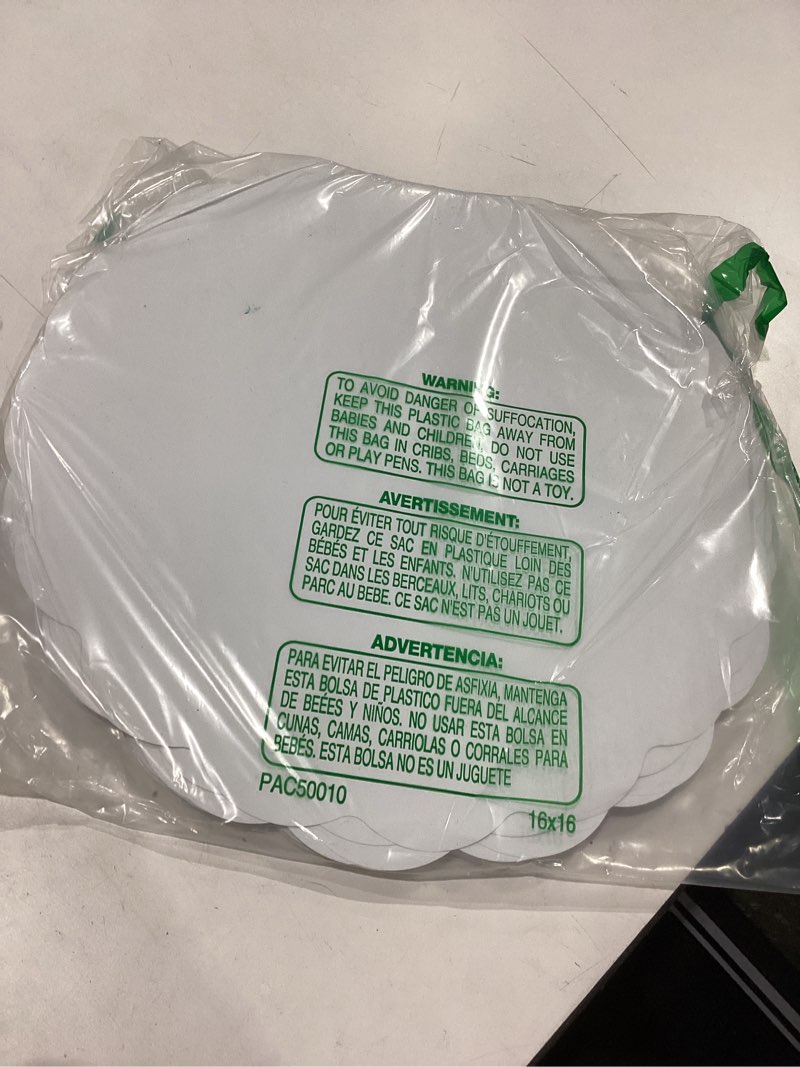 WARNING:
TO AVOID DANGER OF SUFFOCATION,
KEEP THIS PLASTIC BAG AWAY FROM
BABIES AND CHILDREN. DO NOT USE
THIS BAG IN CRIBS, BEDS, CARRIAGES
OR PLAY PENS. THIS BAG IS NOT A TOY.
AVERTISSEMENT:
POUR ÉVITER TOUT RISQUE D'ÉTOUFFEMENT,
GARDEZ CE SAC EN PLASTIQUE LOIN DES
BÉBÉS ET LES ENFANTS. N'UTILISEZ PAS CE
SAC DANS LES BERCEAUX, LITS, CHARIOTS OU
PARC AU BEBE. CE SAC N'EST PAS UN JOUET.
ADVERTENCIA:
PARA EVITAR EL PELIGRO DE ASFIXIA, MANTENGA
ESTA BOLSA DE PLASTICO FUERA DEL ALCANCE
DE BEÉES Y NIÑOS. NO USAR ESTA BOLSA EN
CUNAS, CAMAS, CARRIOLAS O CORRALES PARA
BEBÉS. ESTA BOLSA NO ES UN JUGUETE
PAC50010
16x16